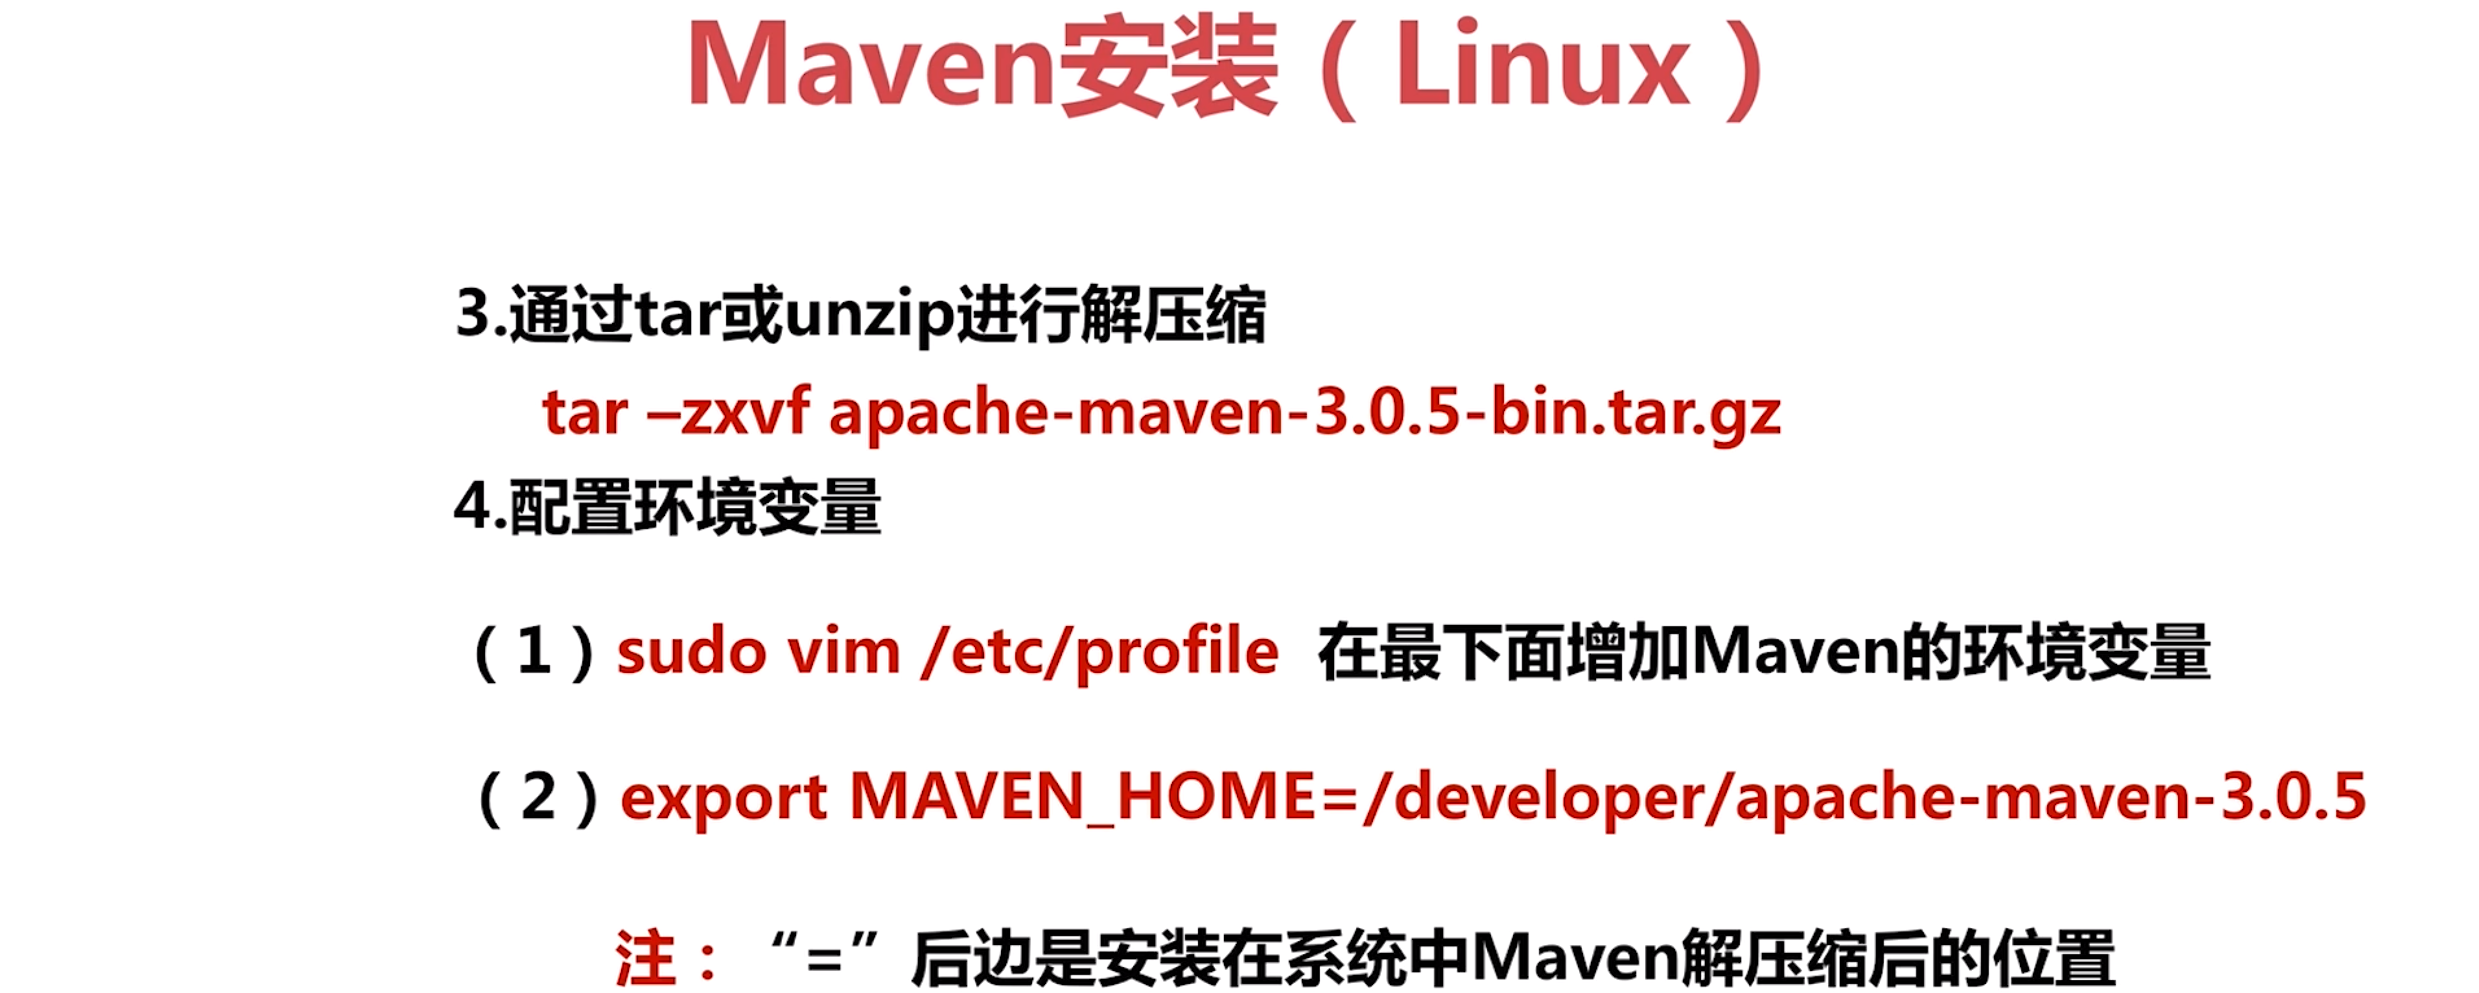 Maven安装（Linux）
3.通过tar或unzip进行解压缩
tar –zxvf apache-maven-3.0.5-bin.tar.gz
4.配置环境变量
（1）sudo vim /etc/profile 在最下面增加Maven的环境变量
（2）export MAVEN_HOME=/developer/apache-maven-3.0.5
注：“=”后边是安装在系统中Maven解压缩后的位置